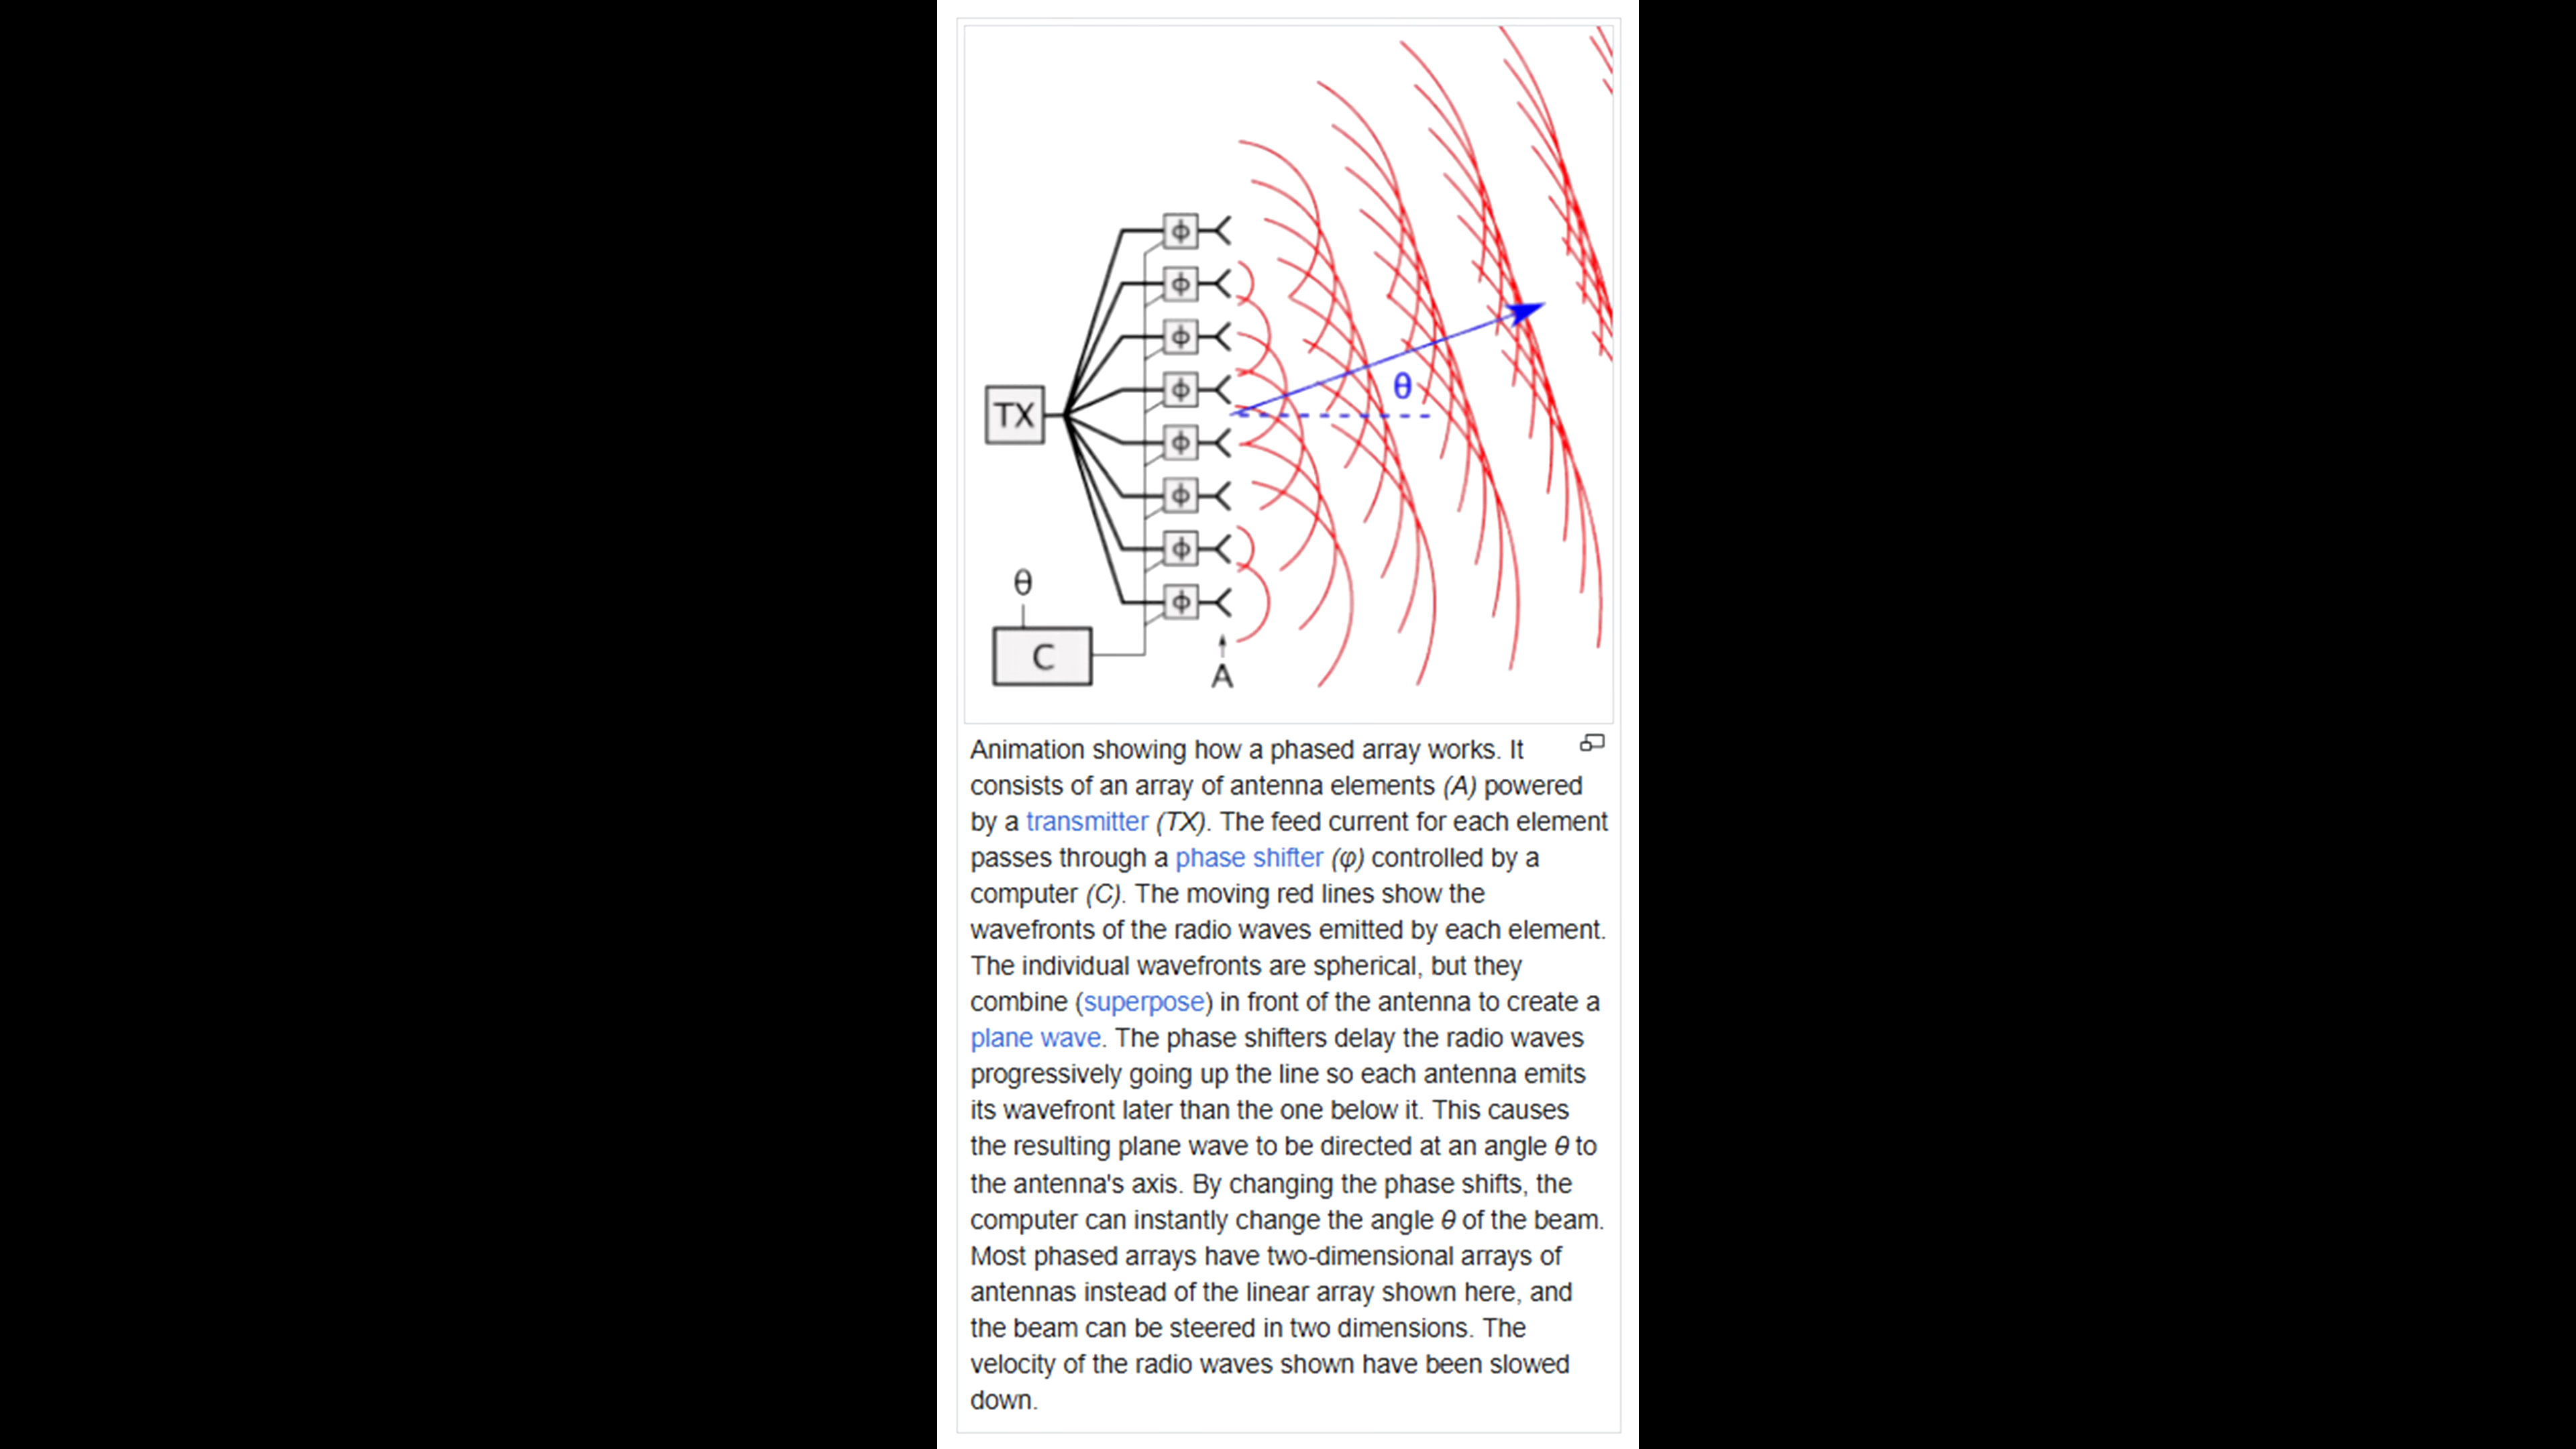 ϕ
ϕ
ϕ
ϕ
θ
TX
ϕ
ϕ
ϕ
θ
ϕ
C
A
Animation showing how a phased array works. It
consists of an array of antenna elements (A) powered
by a transmitter (TX). The feed current for each element
passes through a phase shifter (φ) controlled by a
computer (C). The moving red lines show the
wavefronts of the radio waves emitted by each element.
The individual wavefronts are spherical, but they
combine (superpose) in front of the antenna to create a
plane wave. The phase shifters delay the radio waves
progressively going up the line so each antenna emits
its wavefront later than the one below it. This causes
the resulting plane wave to be directed at an angle θ to
the antenna's axis. By changing the phase shifts, the
computer can instantly change the angle θ of the beam.
Most phased arrays have two-dimensional arrays of
antennas instead of the linear array shown here, and
the beam can be steered in two dimensions. The
velocity of the radio waves shown have been slowed
down.